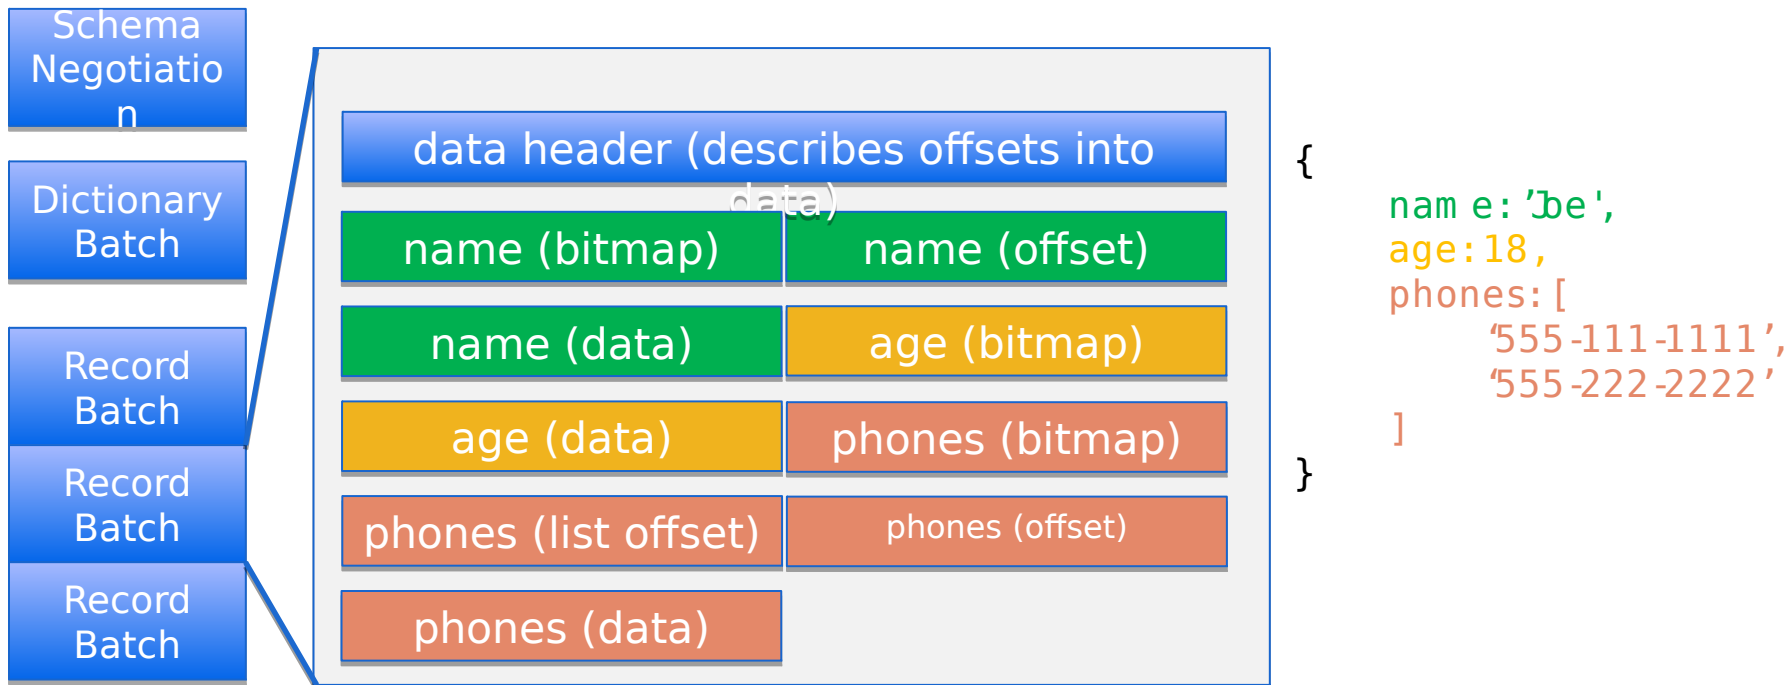 Schema
Negotiatio
n
Dictionary
Batch
Record
Batch
Record
Batch
Record
Batch
data header (describes offsets into
data)
name (bitmap)
name (offset)
name (data)
age (bitmap)
age (data)
phones (bitmap)
phones (list offset)
phones (offset)
phones (data)
{
name:’Joe',
age:18,
phones:[
‘555-111-1111’,
‘555-222-2222’
]
}